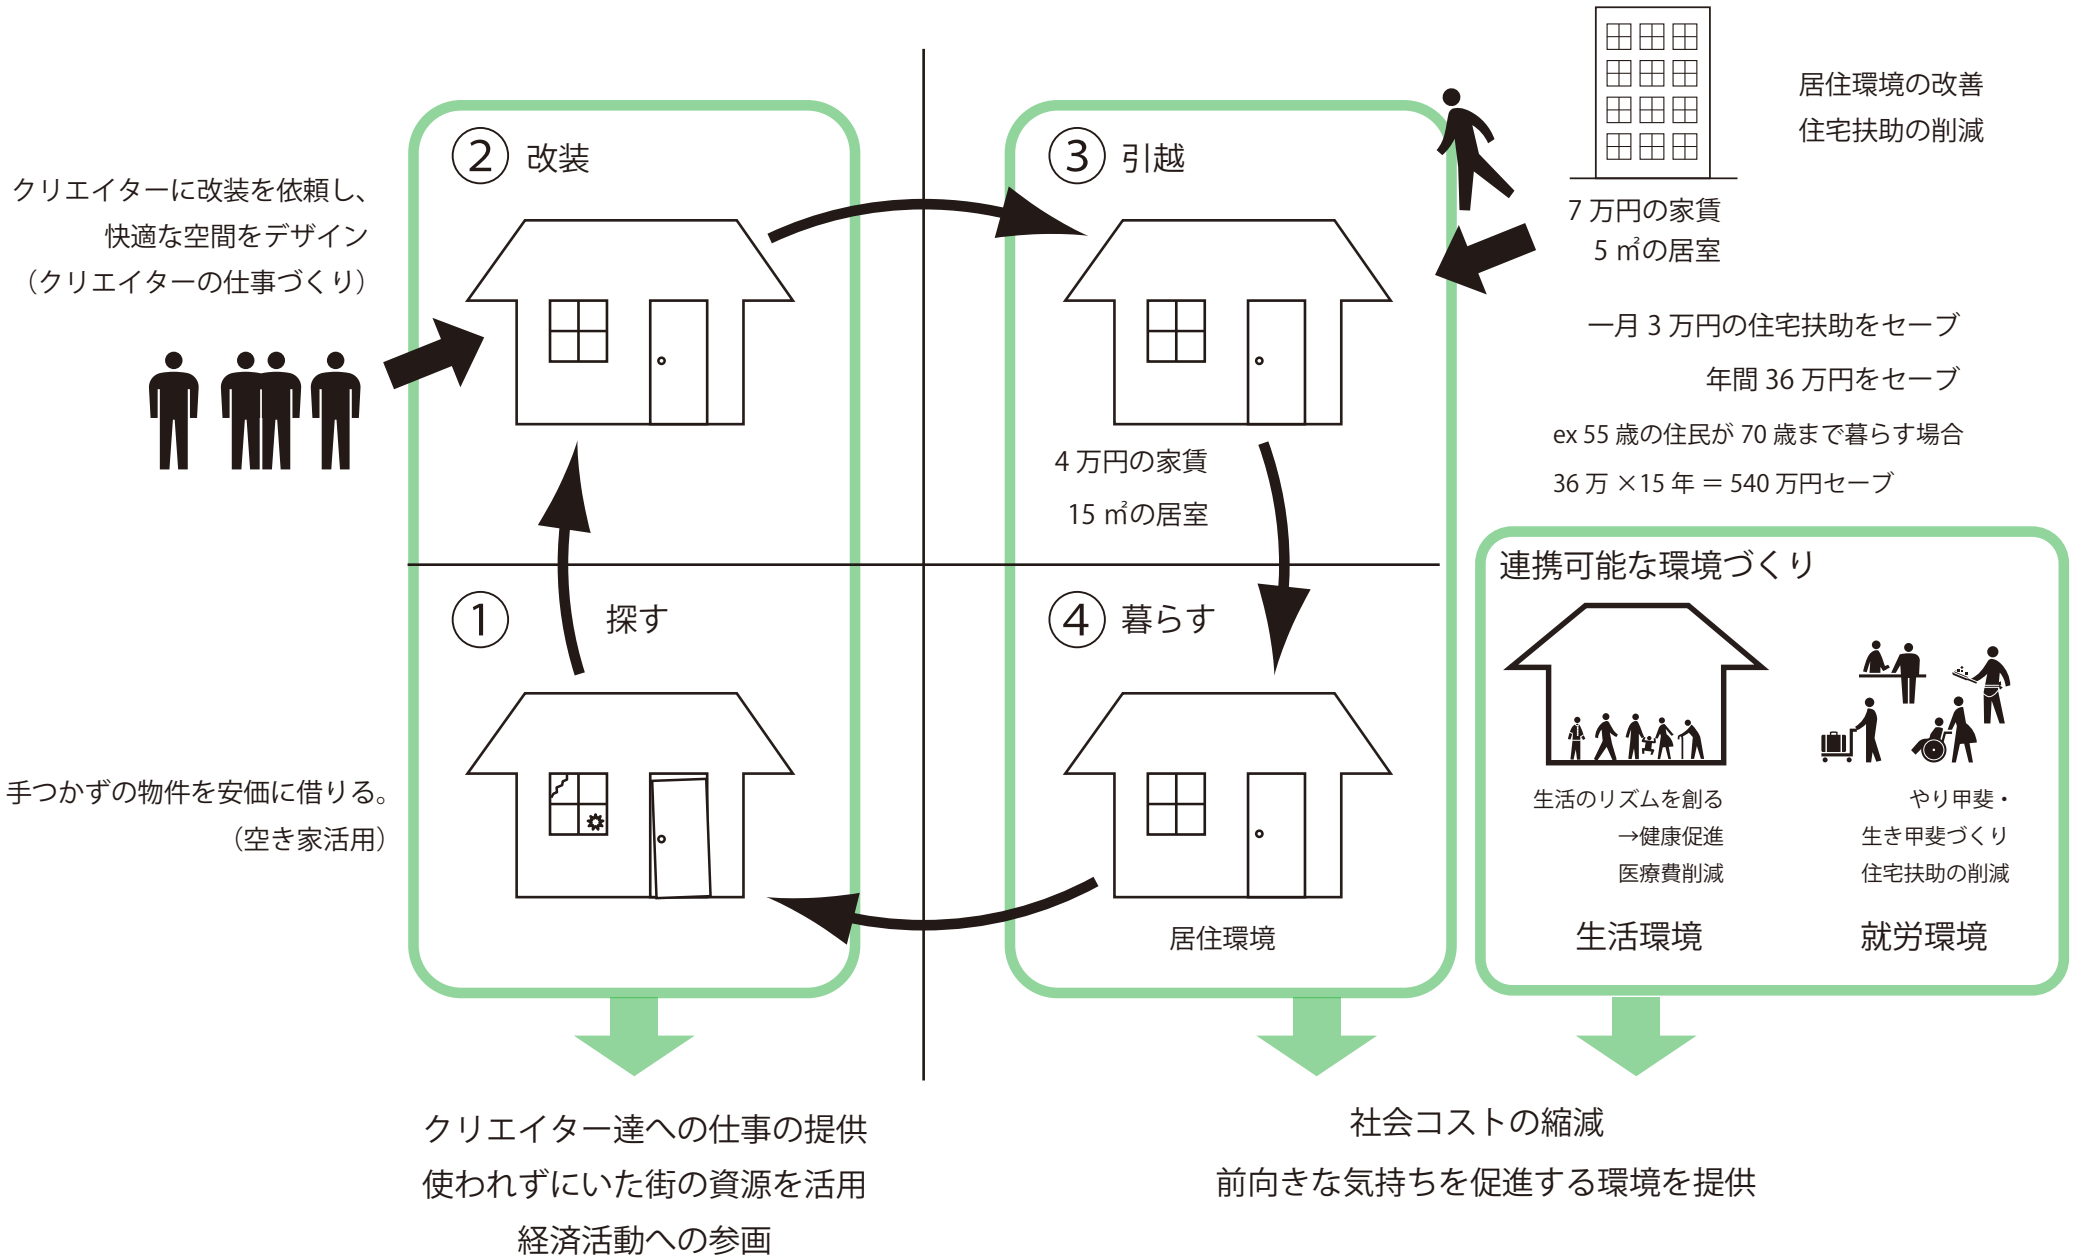 クリエイターに改装を依頼し、
快適な空間をデザイン
（クリエイターの仕事づくり）
② 改装
③ 引越
居住環境の改善
住宅扶助の削減
7 万円の家賃
5 ㎡の居室
一月 3 万円の住宅扶助をセーブ
年間 36 万円をセーブ
ex 55 歳の住民が 70 歳まで暮らす場合
36 万 ×15 年 ＝ 540 万円セーブ
4 万円の家賃
15 ㎡の居室
① 探す
手つかずの物件を安価に借りる。
（空き家活用）
④ 暮らす
居住環境
連携可能な環境づくり
生活のリズムを創る
→健康促進
医療費削減
生活環境
やり甲斐・
生き甲斐づくり
住宅扶助の削減
就労環境
クリエイター達への仕事の提供
使われずにいた街の資源を活用
経済活動への参画
社会コストの縮減
前向きな気持ちを促進する環境を提供